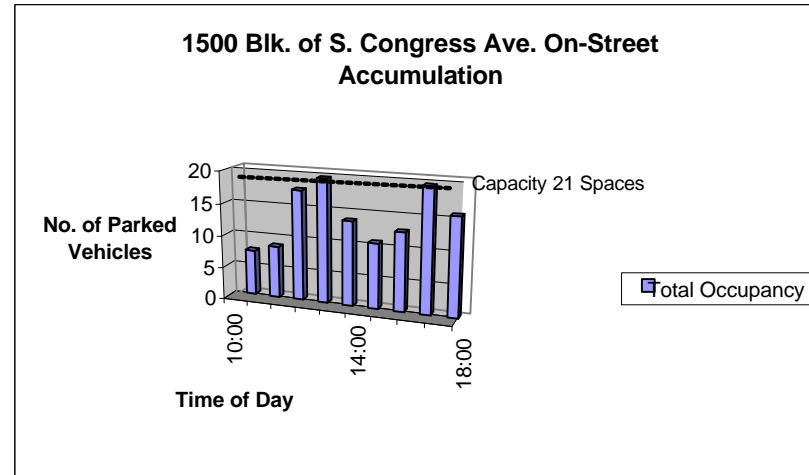 1500 Blk. of S. Congress Ave. On-Street
Accumulation
20
15
10
5
0
No. of Parked
Vehicles
Capacity 21 Spaces
Total Occupancy
10:00
14:00
18:00
Time of Day